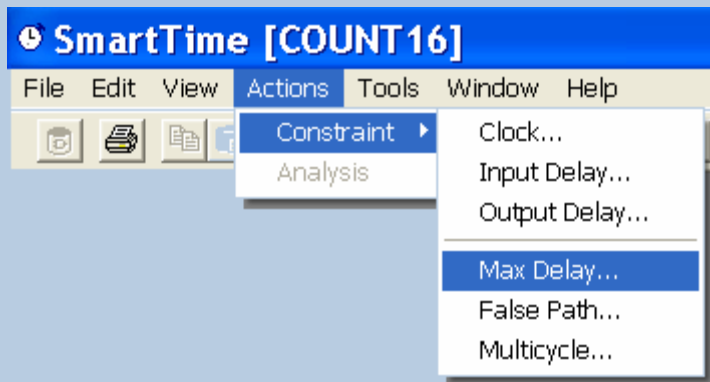 SmartTime [COUNT16]
File Edit View Actions Tools Window Help
Constraint
Analysis
Clock...
Input Delay...
Output Delay...
Max Delay...
False Path...
Multicycle...